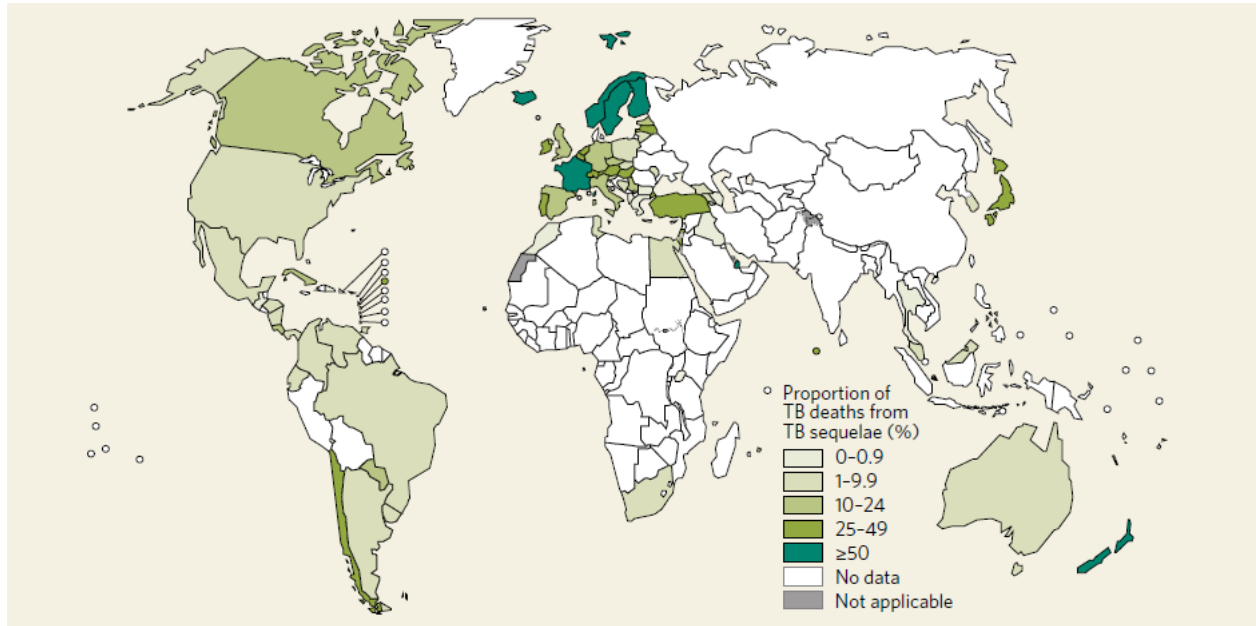 Proportion of
TB deaths from
TB sequelae (%)
0–0.9
1–9.9
10–24
25–49
≥50
No data
Not applicable